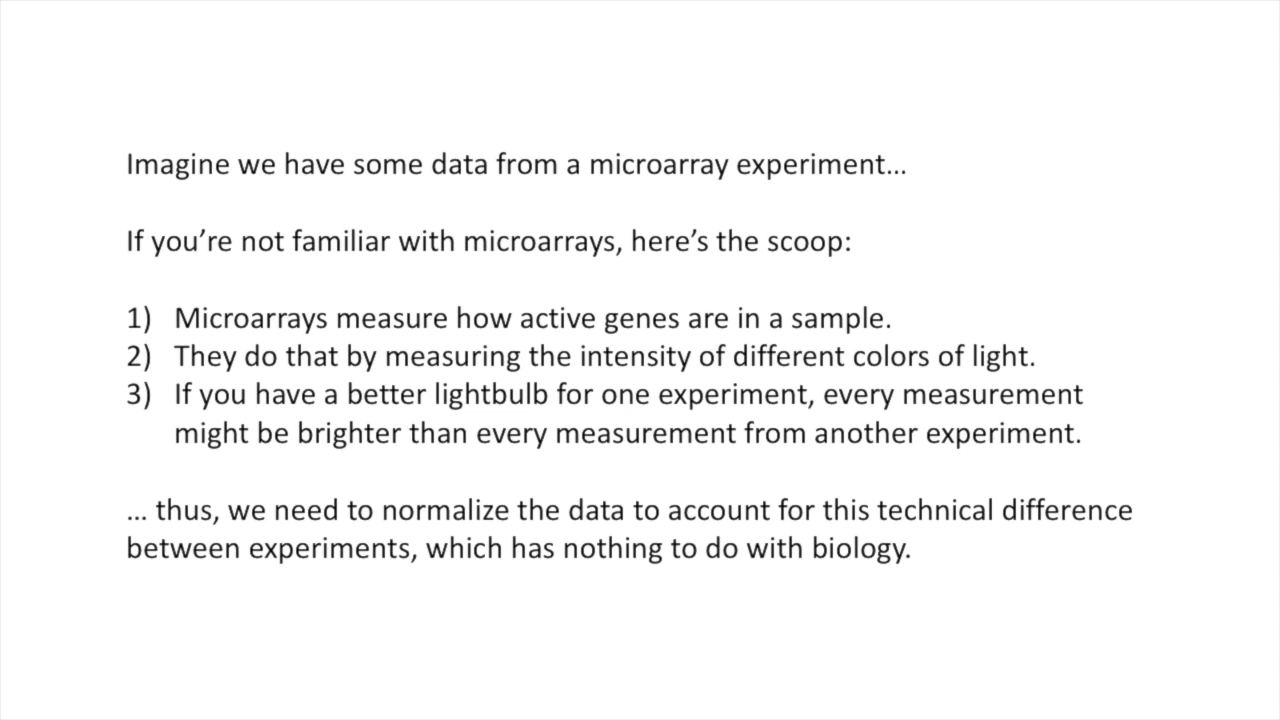 Imagine we have some data from a microarray experiment…
If you’re not familiar with microarrays, here’s the scoop:
1) Microarrays measure how active genes are in a sample.
2) They do that by measuring the intensity of different colors of light.
3) If you have a better lightbulb for one experiment, every measurement
might be brighter than every measurement from another experiment.
… thus, we need to normalize the data to account for this technical difference
between experiments, which has nothing to do with biology.